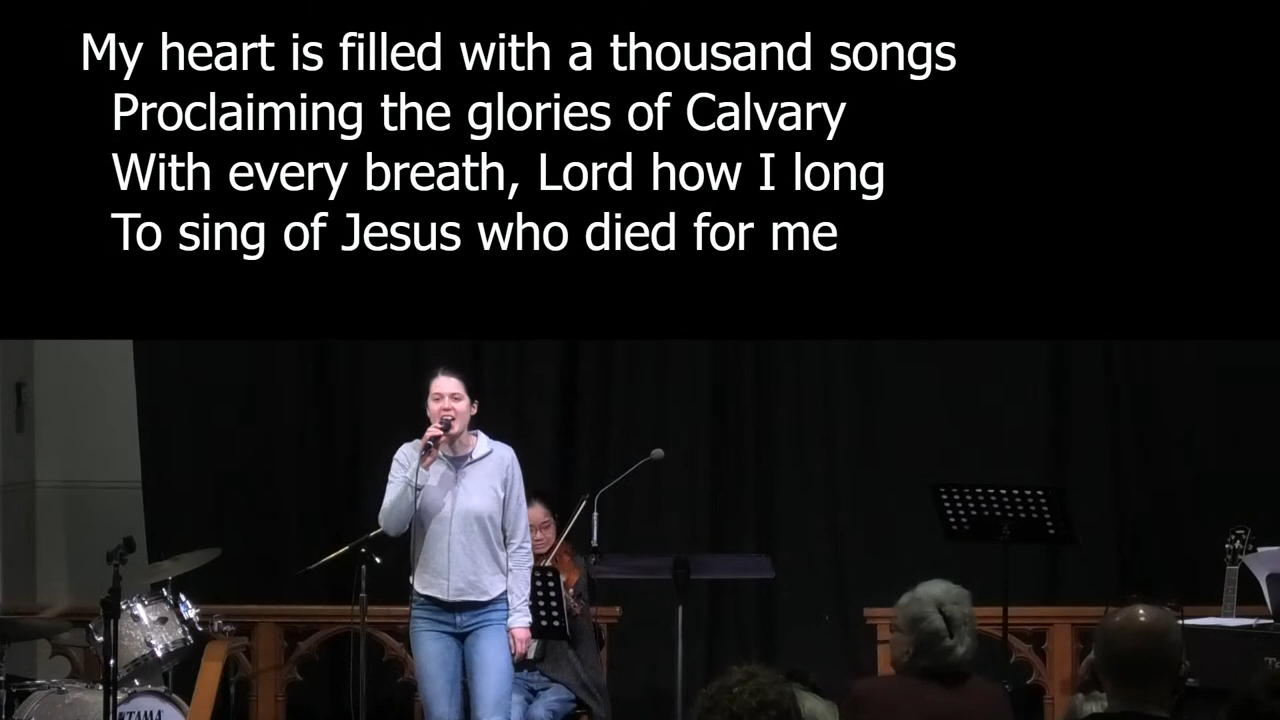 My heart is filled with a thousand songs
Proclaiming the glories of Calvary
With every breath, Lord how I long
To sing of Jesus who died for me
TAMA